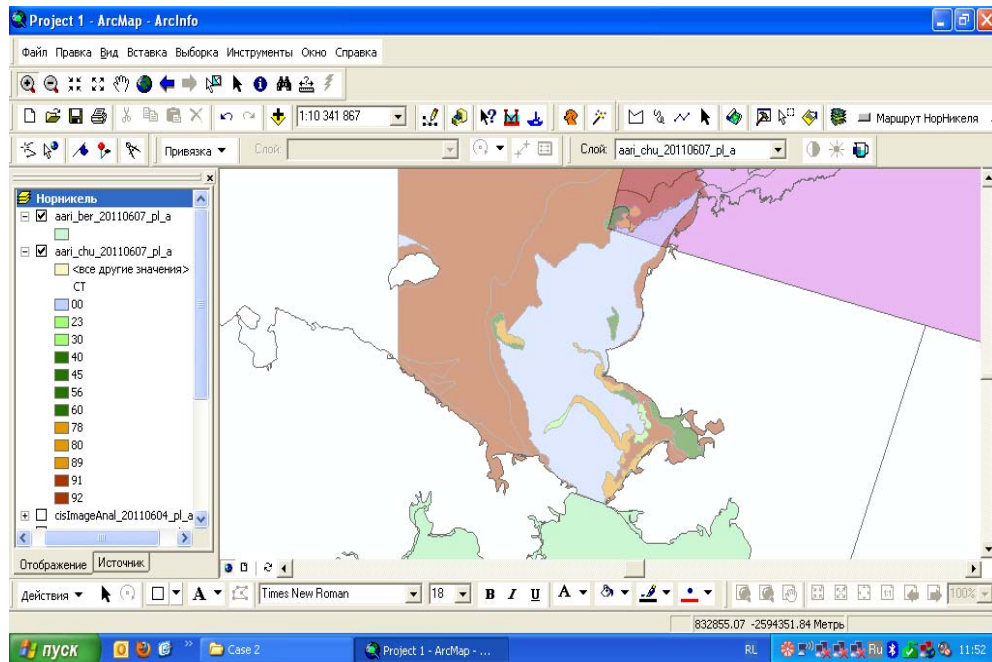 Project 1 - ArcMap - ArcInfo
Файл Правка Вид Вставка Выборка Инструменты Окно Справка
1:10 341 867
Маршрут НорНикеля
Привязка
Слой:
Слой: aari_chu_20110607_pl_a
Норникель
aari_ber_20110607_pl_a
aari_chu_20110607_pl_a
<все другие значения>
CT
00
23
30
40
45
56
60
78
80
89
91
92
cisImageAnal_20110604_pl_a
Отображение Источник
Действия
A
Times New Roman
18
B I U A
100%
832855.07 -2594351.84 Метры
пуск
Case 2
Project 1 - ArcMap - ...
RL
Ru
11:52